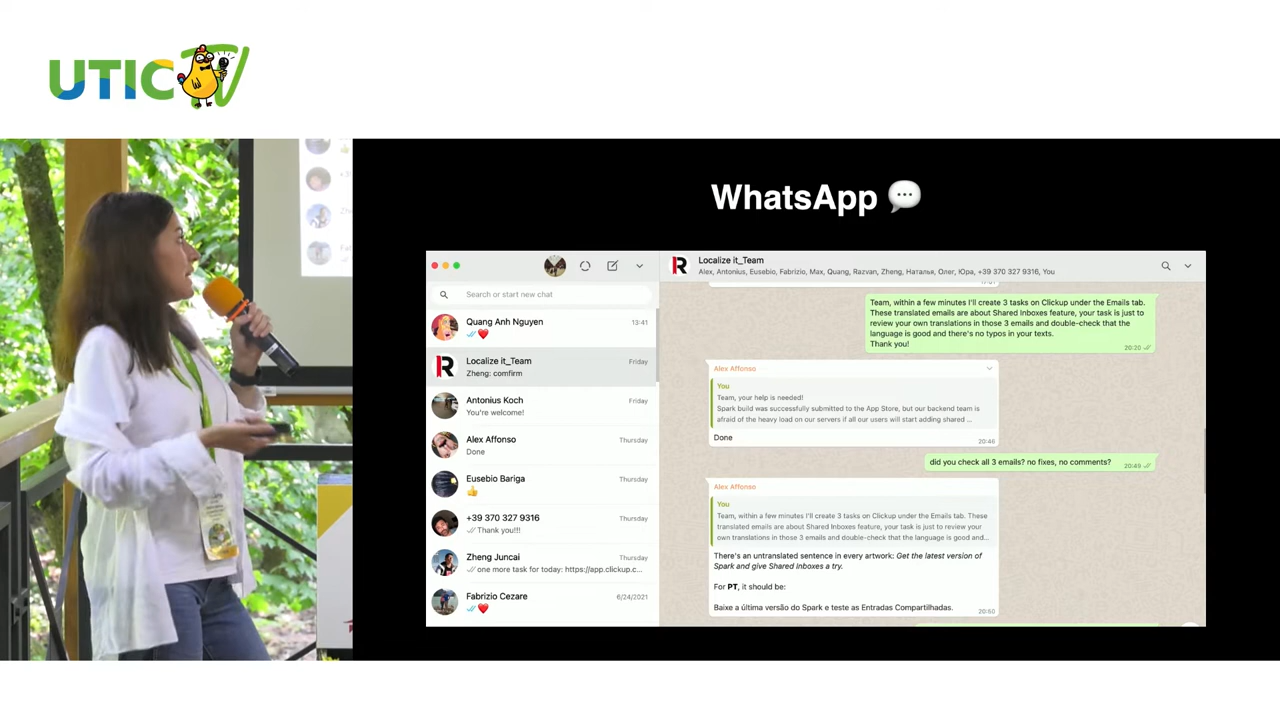 UTIC TV
WhatsApp
Localize it_Team
Alex, Antonius, Eusebio, Fabrizio, Max, Quang, Razvan, Zheng, Наталья, Олег, Юра, +39 370 327 9316, You
Search or start new chat
Quang Anh Nguyen 13:41
Localize it_Team Friday
Zheng: comfirm
Antonius Koch Friday
You're welcome!
Alex Affonso Thursday
Done
Eusebio Bariga Thursday
+39 370 327 9316 Thursday
Thank you!!!
Zheng Juncai Thursday
one more task for today: https://app.clickup.c...
Fabrizio Cezare 6/24/2021
17:01
Team, within a few minutes I'll create 3 tasks on Clickup under the Emails tab.
These translated emails are about Shared Inboxes feature, your task is just to
review your own translations in those 3 emails and double-check that the
language is good and there's no typos in your texts.
Thank you!
20:20
Alex Affonso
You
Team, your help is needed!
Spark build was successfully submitted to the App Store, but our backend team is
afraid of the heavy load on our servers if all our users will start adding shared ...
Done
20:46
did you check all 3 emails? no fixes, no comments? 20:49
Alex Affonso
You
Team, within a few minutes I'll create 3 tasks on Clickup under the Emails tab. These
translated emails are about Shared Inboxes feature, your task is just to review your
own translations in those 3 emails and double-check that the language is good and...
There's an untranslated sentence in every artwork: Get the latest version of
Spark and give Shared Inboxes a try.
For PT, it should be:
Baixe a última versão do Spark e teste as Entradas Compartilhadas. 20:50